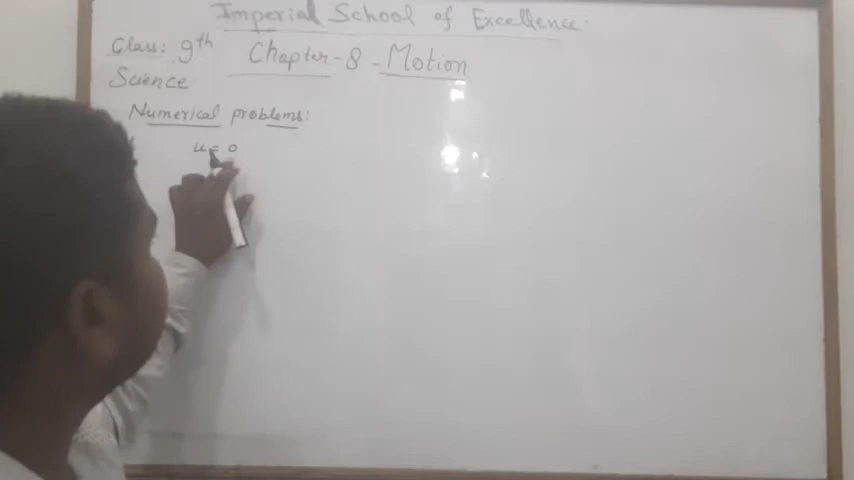 Imperial School of Excellence.
Class: 9th Chapter-8 - Motion
Science
Numerical problems:
u = 0